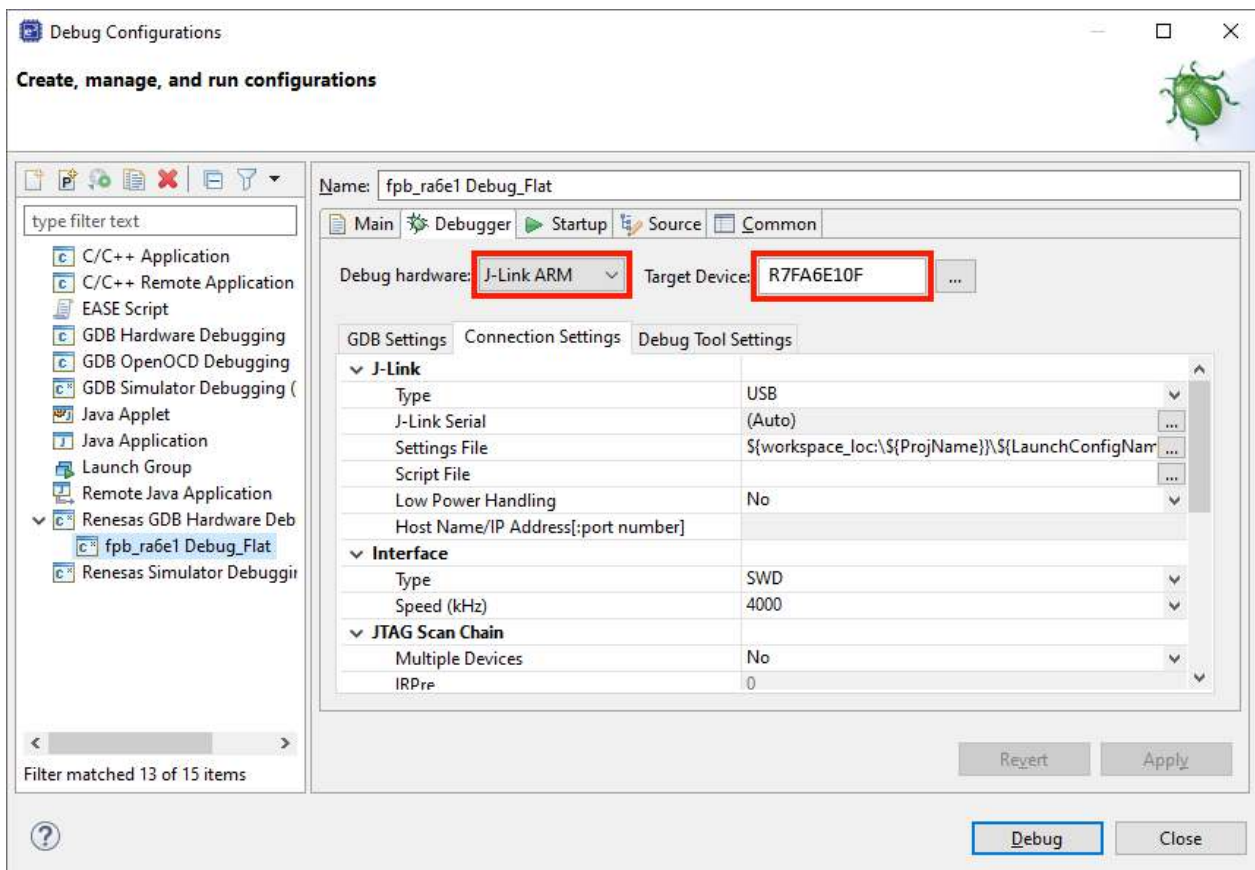 Debug Configurations
Create, manage, and run configurations
type filter text
C/C++ Application
C/C++ Remote Application
EASE Script
GDB Hardware Debugging
GDB OpenOCD Debugging
GDB Simulator Debugging (
Java Applet
Java Application
Launch Group
Remote Java Application
Renesas GDB Hardware Deb
fpb_ra6e1 Debug_Flat
Renesas Simulator Debuggin
Filter matched 13 of 15 items
Name: fpb_ra6e1 Debug_Flat
Main Debugger Startup Source Common
Debug hardware: J-Link ARM Target Device: R7FA6E10F ...
GDB Settings Connection Settings Debug Tool Settings
J-Link
Type USB
J-Link Serial (Auto) ...
Settings File ${workspace_loc:\${ProjName}}\${LaunchConfigNam ...
Script File ...
Low Power Handling No
Host Name/IP Address[:port number]
Interface
Type SWD
Speed (kHz) 4000
JTAG Scan Chain
Multiple Devices No
IRPre 0
Revert Apply
Debug Close